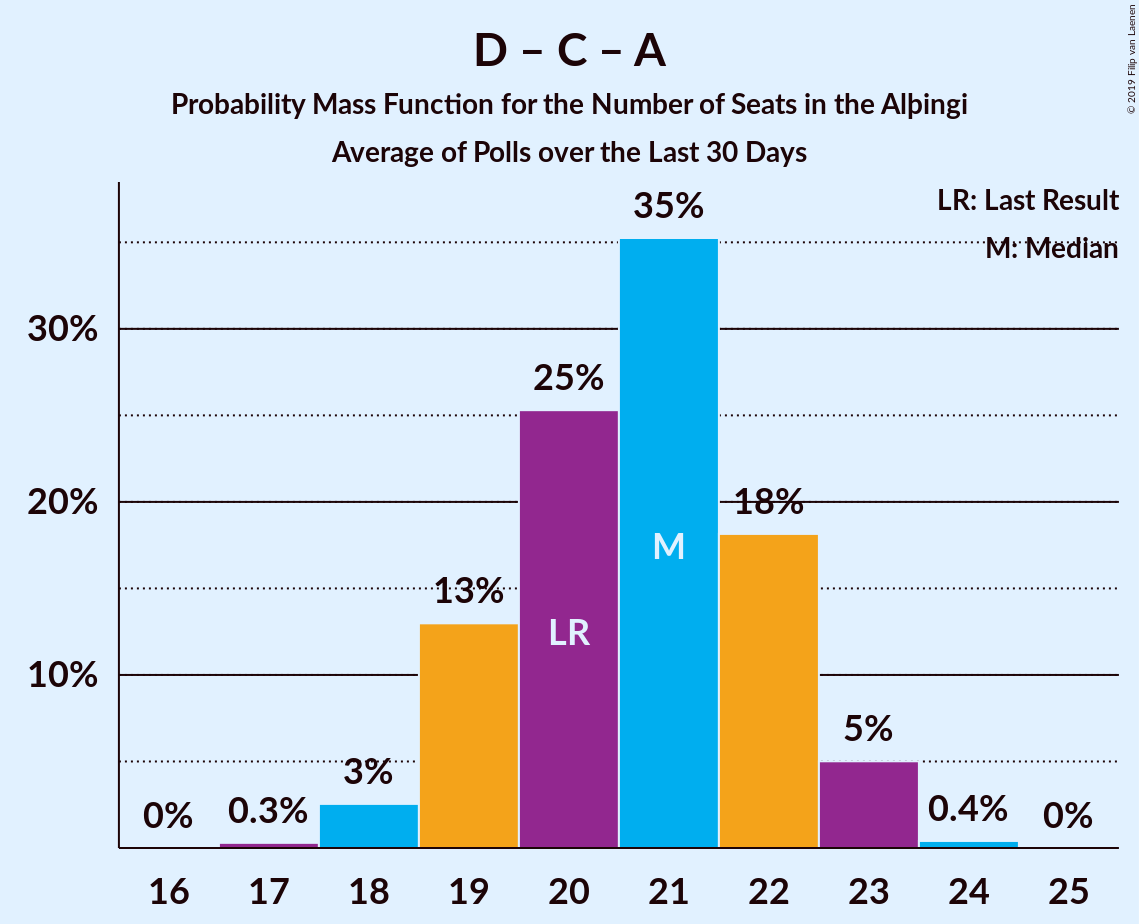 D – C – A
Probability Mass Function for the Number of Seats in the Alþingi
Average of Polls over the Last 30 Days
© 2019 Filip van Laenen
LR: Last Result
M: Median
35%
30%
25%
20%
18%
M
13%
LR
10%
5%
3%
0%
0.3%
0.4%
0%
16 17 18 19 20 21 22 23 24 25